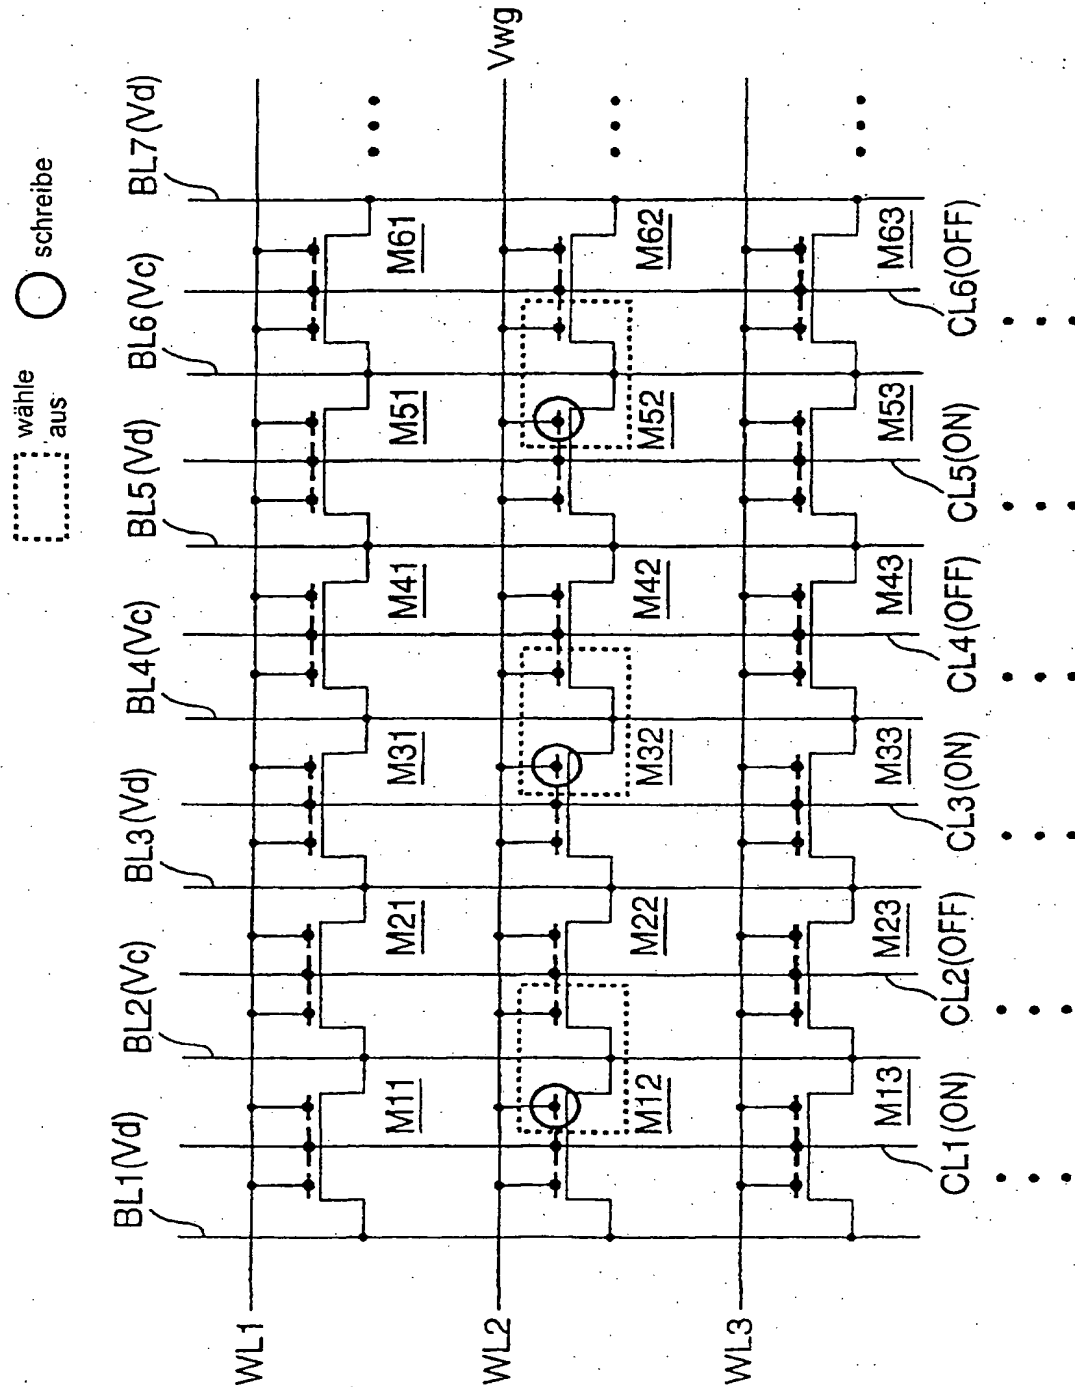 wähle
aus
schreibe
BL1(Vd)
BL2(Vc)
BL3(Vd)
BL4(Vc)
BL5(Vd)
BL6(Vc)
BL7(Vd)
WL1
M11
M21
M31
M41
M51
M61
WL2
Vwg
M12
M22
M32
M42
M52
M62
WL3
M13
M23
M33
M43
M53
M63
CL1(ON)
CL2(OFF)
CL3(ON)
CL4(OFF)
CL5(ON)
CL6(OFF)